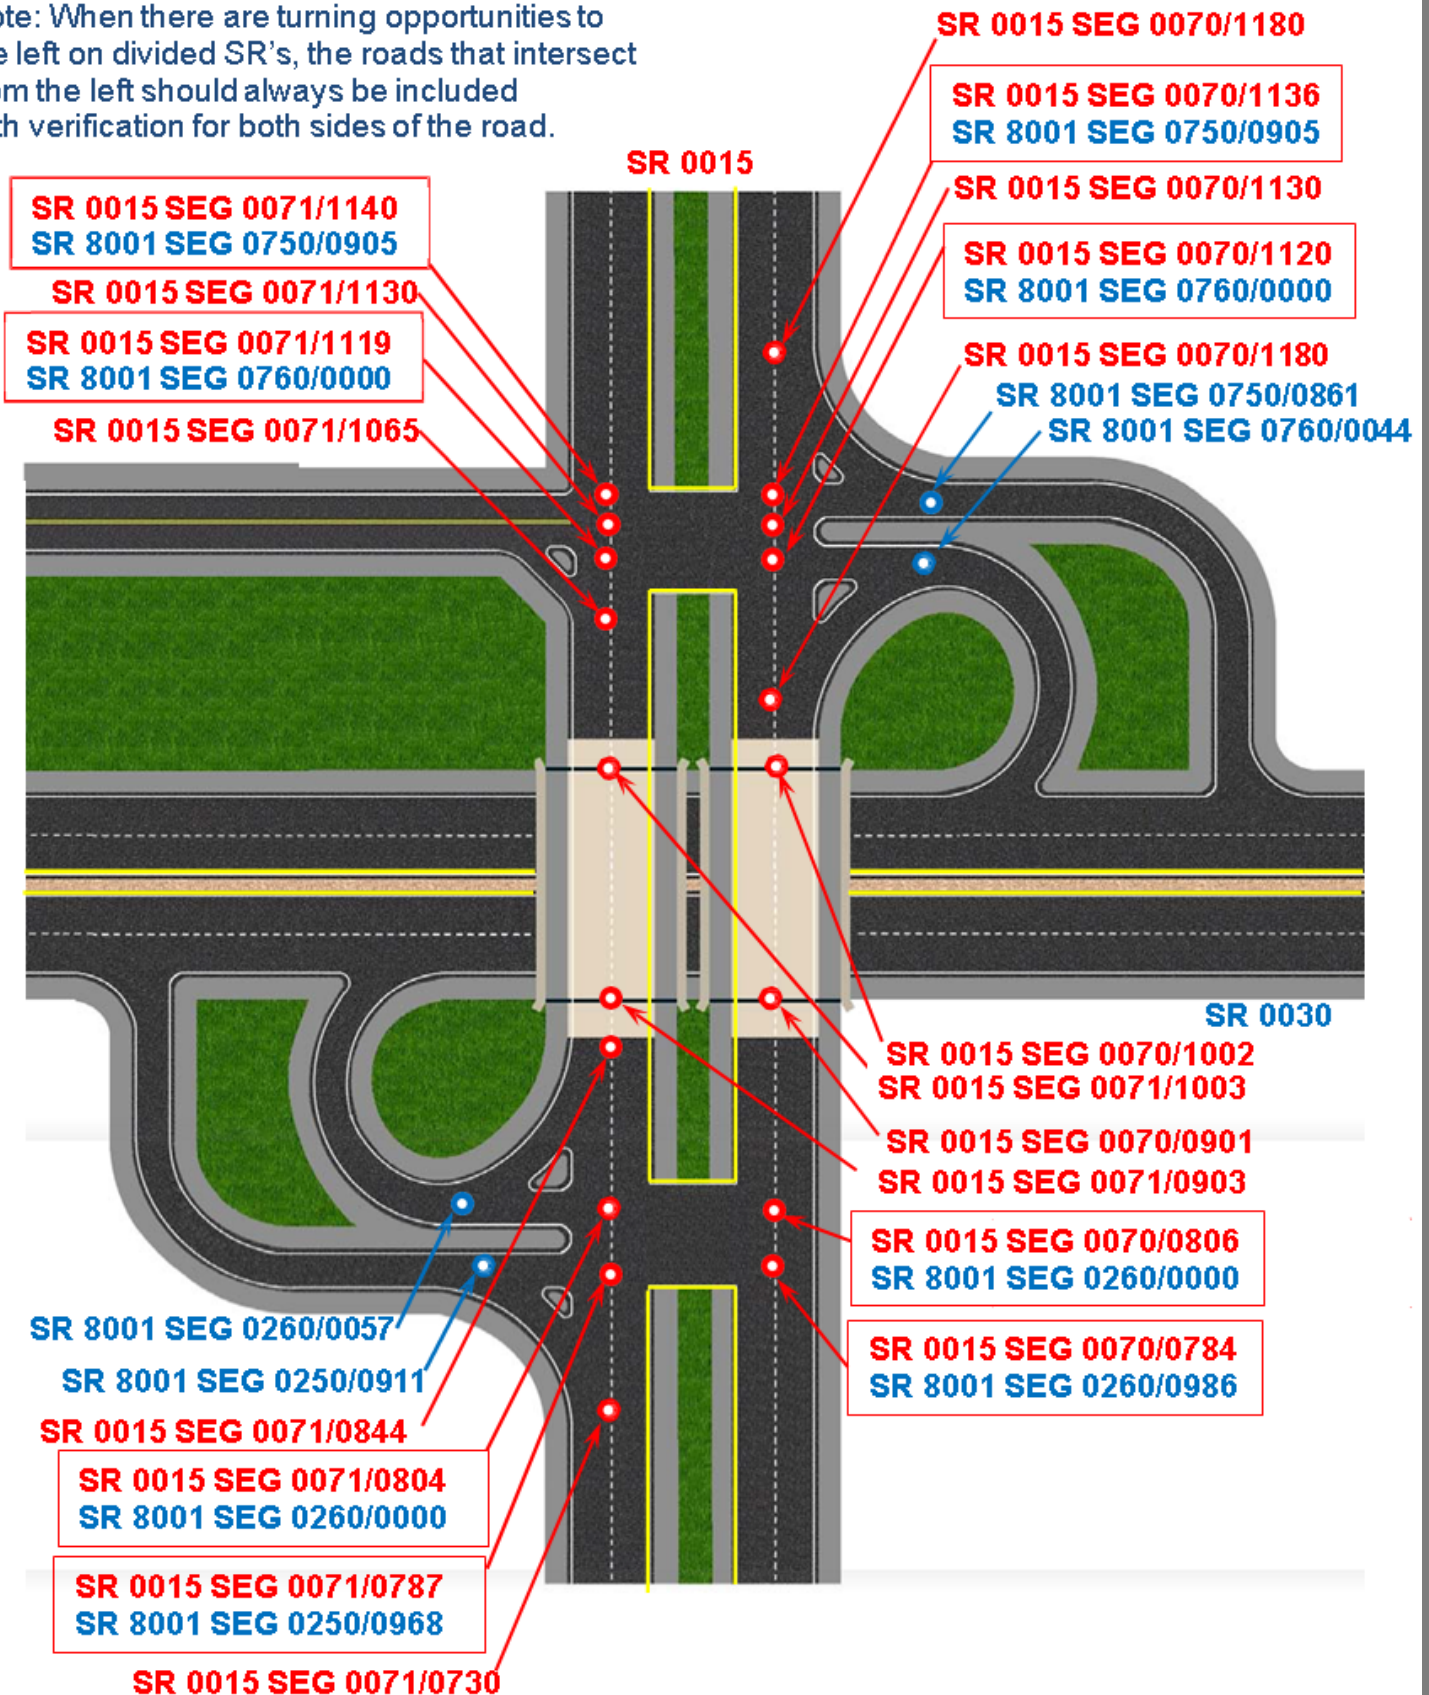 ote: When there are turning opportunities to
e left on divided SR's, the roads that intersect
om the left should always be included
th verification for both sides of the road.
SR 0015
SR 0015 SEG 0070/1180
SR 0015 SEG 0070/1136
SR 8001 SEG 0750/0905
SR 0015 SEG 0070/1130
SR 0015 SEG 0070/1120
SR 8001 SEG 0760/0000
SR 0015 SEG 0070/1180
SR 8001 SEG 0750/0861
SR 8001 SEG 0760/0044
SR 0015 SEG 0071/1140
SR 8001 SEG 0750/0905
SR 0015 SEG 0071/1130
SR 0015 SEG 0071/1119
SR 8001 SEG 0760/0000
SR 0015 SEG 0071/1065
SR 0030
SR 0015 SEG 0070/1002
SR 0015 SEG 0071/1003
SR 0015 SEG 0070/0901
SR 0015 SEG 0071/0903
SR 0015 SEG 0070/0806
SR 8001 SEG 0260/0000
SR 0015 SEG 0070/0784
SR 8001 SEG 0260/0986
SR 8001 SEG 0260/0057
SR 8001 SEG 0250/0911
SR 0015 SEG 0071/0844
SR 0015 SEG 0071/0804
SR 8001 SEG 0260/0000
SR 0015 SEG 0071/0787
SR 8001 SEG 0250/0968
SR 0015 SEG 0071/0730